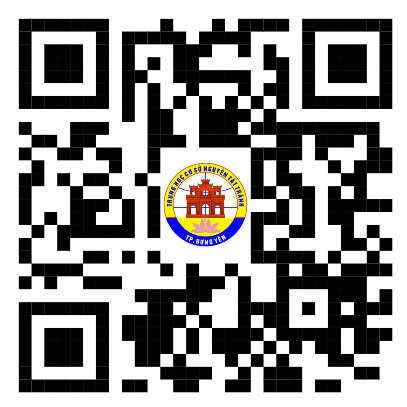 TRUNG HỌC CƠ SỞ NGUYỄN TẤT THÀNH
TP. HƯNG YÊN